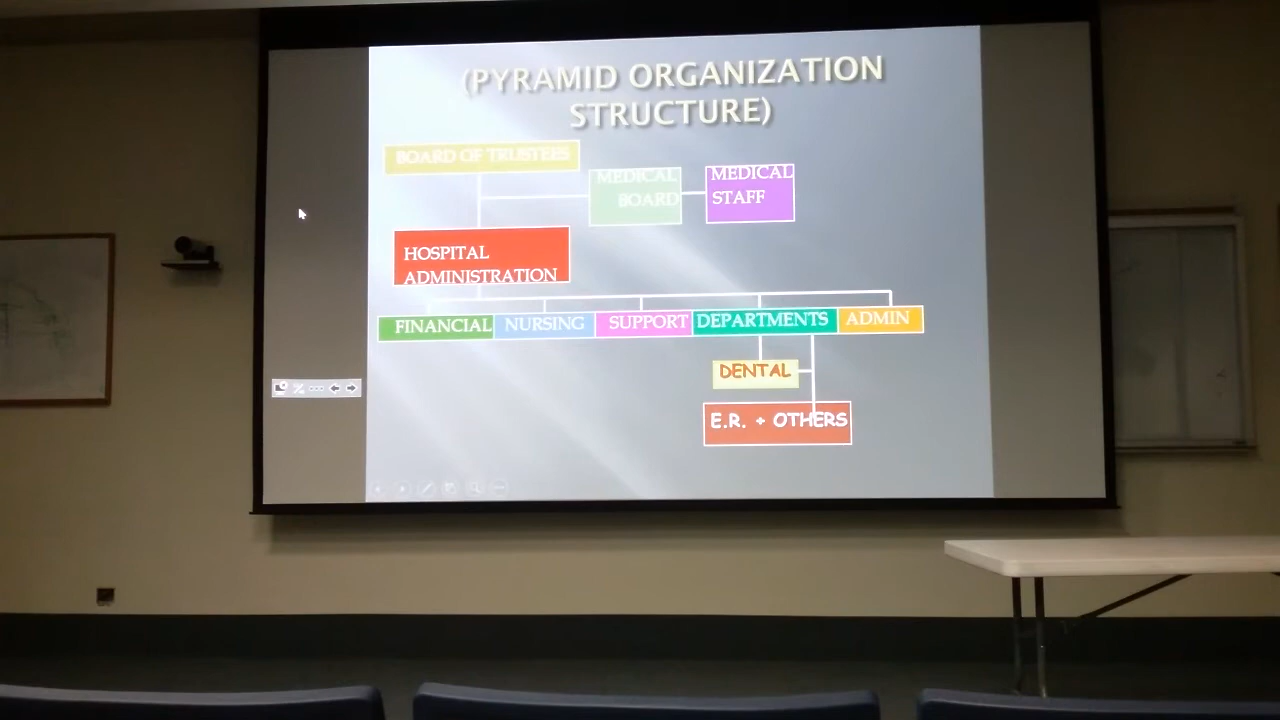 (PYRAMID ORGANIZATION
STRUCTURE)
BOARD OF TRUSTEES
MEDICAL
BOARD
MEDICAL
STAFF
HOSPITAL
ADMINISTRATION
FINANCIAL
NURSING
SUPPORT
DEPARTMENTS
ADMIN
DENTAL
E.R. + OTHERS